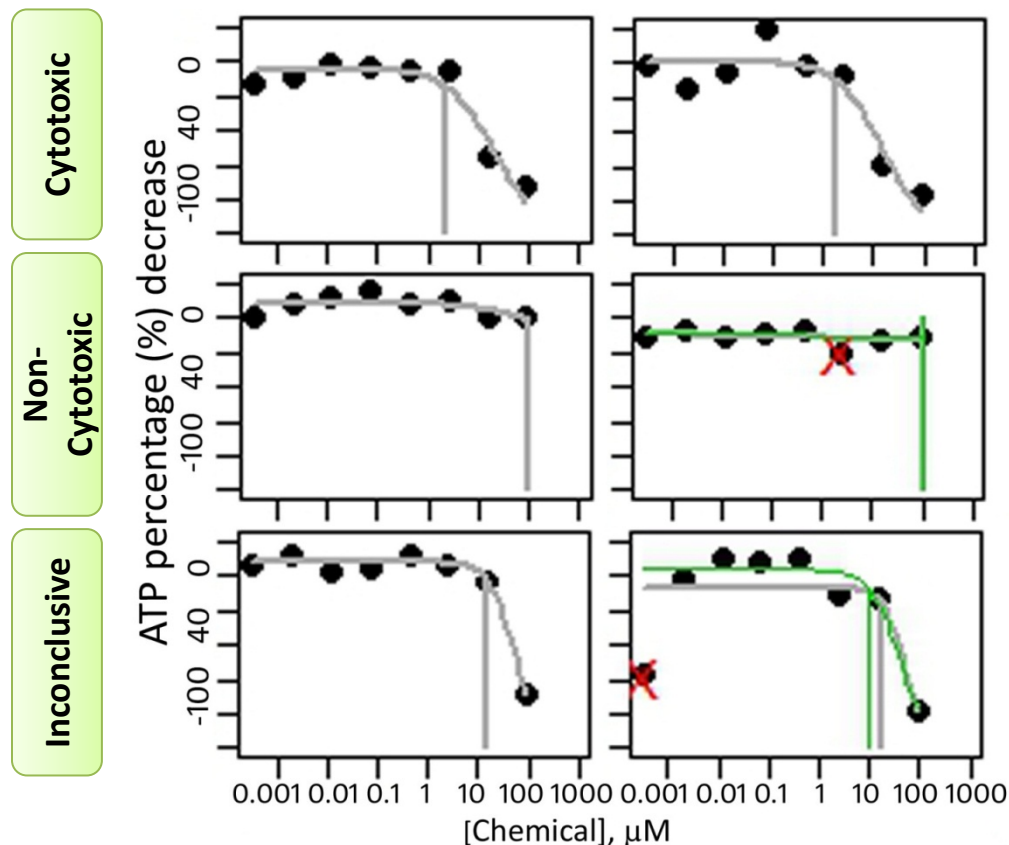 Cytotoxic
Non-
Cytotoxic
Inconclusive
ATP percentage (%) decrease
0
40
-100
0
40
-100
0
40
-100
0.001 0.01 0.1 1 10 100 1000
0.001 0.01 0.1 1 10 100 1000
[Chemical], μM